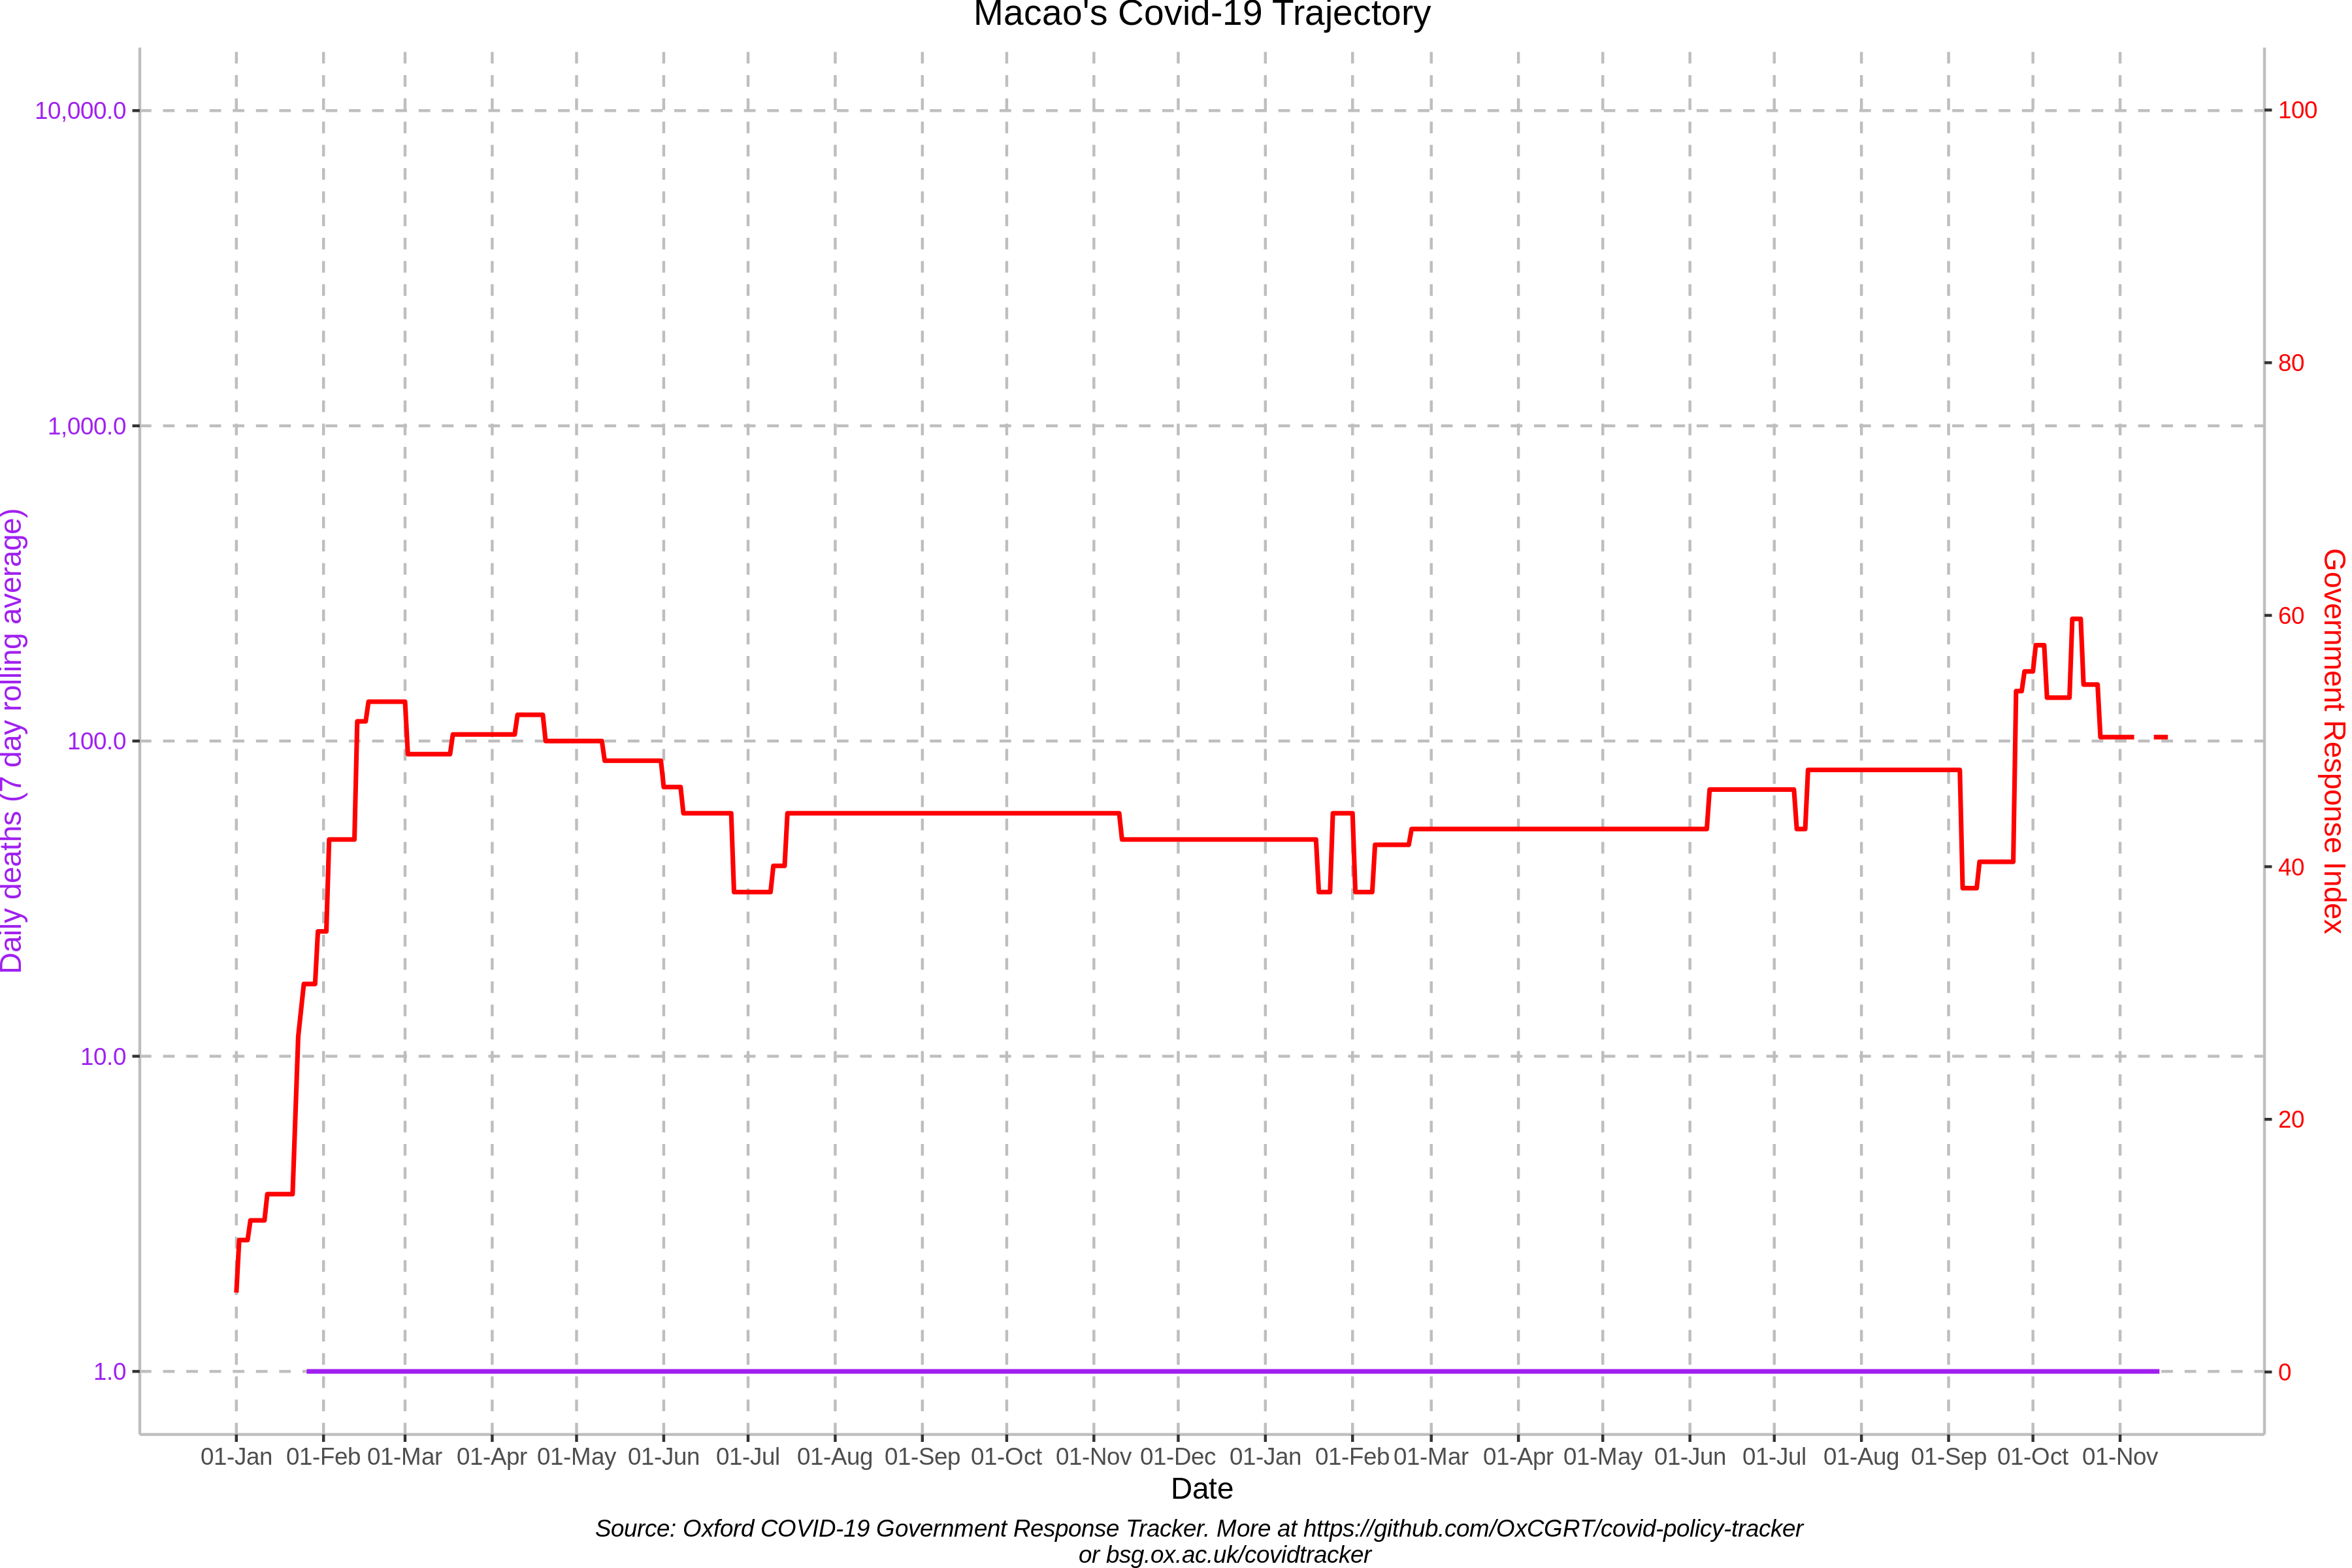 Macao's Covid-19 Trajectory
10,000.0
1,000.0
100.0
10.0
1.0
Daily deaths (7 day rolling average)
100
80
60
40
20
0
Government Response Index
01-Jan 01-Feb 01-Mar 01-Apr 01-May 01-Jun 01-Jul 01-Aug 01-Sep 01-Oct 01-Nov 01-Dec 01-Jan 01-Feb 01-Mar 01-Apr 01-May 01-Jun 01-Jul 01-Aug 01-Sep 01-Oct 01-Nov
Date
Source: Oxford COVID-19 Government Response Tracker. More at https://github.com/OxCGRT/covid-policy-tracker
or bsg.ox.ac.uk/covidtracker